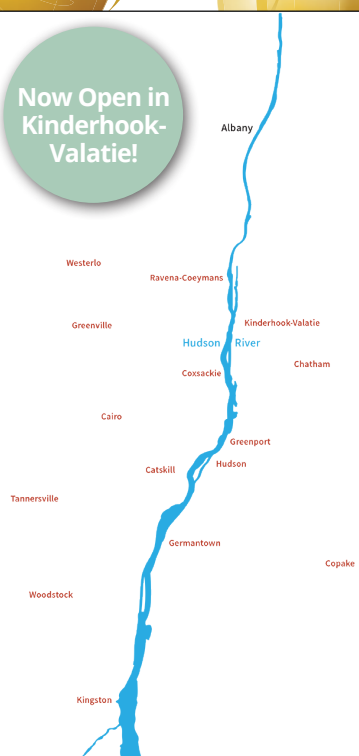 Now Open in
Kinderhook-
Valatie!
Albany
Westerlo
Ravena-Coeymans
Greenville
Kinderhook-Valatie
Hudson River
Chatham
Coxsackie
Cairo
Greenport
Hudson
Catskill
Tannersville
Germantown
Copake
Woodstock
Kingston